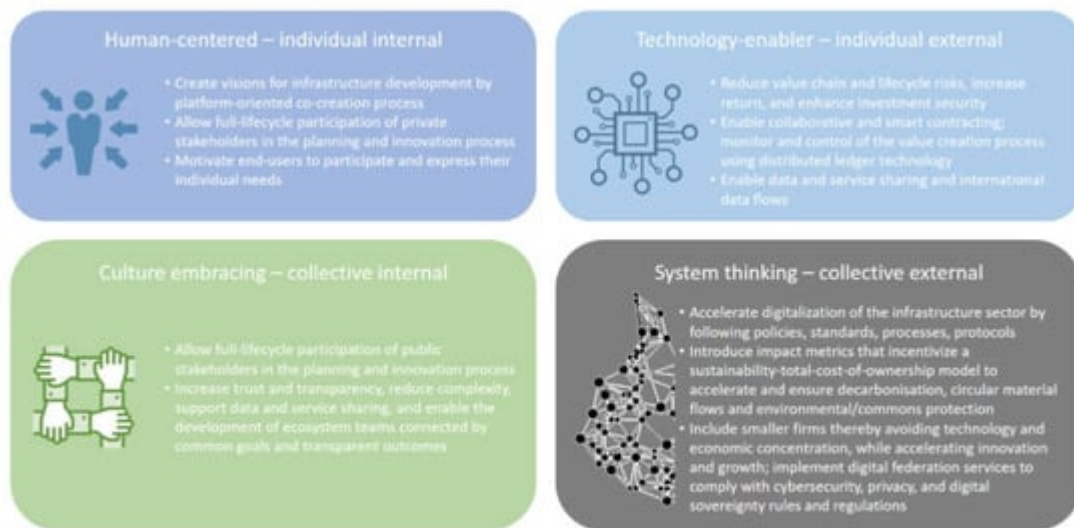 Human-centered – individual internal
• Create visions for infrastructure development by
platform-oriented co-creation process
• Allow full-lifecycle participation of private
stakeholders in the planning and innovation process
• Motivate end-users to participate and express their
individual needs
Technology-enabler – individual external
• Reduce value chain and lifecycle risks, increase
return, and enhance investment security
• Enable collaborative and smart contracting;
monitor and control of the value creation process
using distributed ledger technology
• Enable data and service sharing and international
data flows
Culture embracing – collective internal
• Allow full-lifecycle participation of public
stakeholders in the planning and innovation process
• Increase trust and transparency, reduce complexity,
support data and service sharing, and enable the
development of ecosystem teams connected by
common goals and transparent outcomes
System thinking – collective external
• Accelerate digitalization of the infrastructure sector by
following policies, standards, processes, protocols
• Introduce impact metrics that incentivize a
sustainability-total-cost-of-ownership model to
accelerate and ensure decarbonisation, circular material
flows and environmental/commons protection
• Include smaller firms thereby avoiding technology and
economic concentration, while accelerating innovation
and growth; implement digital federation services to
comply with cybersecurity, privacy, and digital
sovereignty rules and regulations